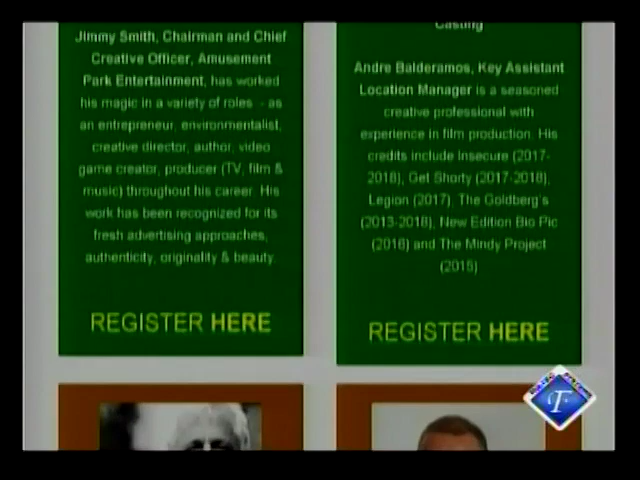 Jimmy Smith, Chairman and Chief
Creative Officer, Amusement
Park Entertainment, has worked
his magic in a variety of roles - as
an entrepreneur, environmentalist,
creative director, author, video
game creator, producer (TV, film &
music) throughout his career. His
work has been recognized for its
fresh advertising approaches,
authenticity, originality & beauty.
REGISTER HERE
Casting
Andre Balderamos, Key Assistant
Location Manager is a seasoned
creative professional with
experience in film production. His
credits include Insecure (2017-
2018), Get Shorty (2017-2018),
Legion (2017), The Goldberg's
(2013-2018), New Edition Bio Pic
(2016) and The Mindy Project
(2015)
REGISTER HERE
F